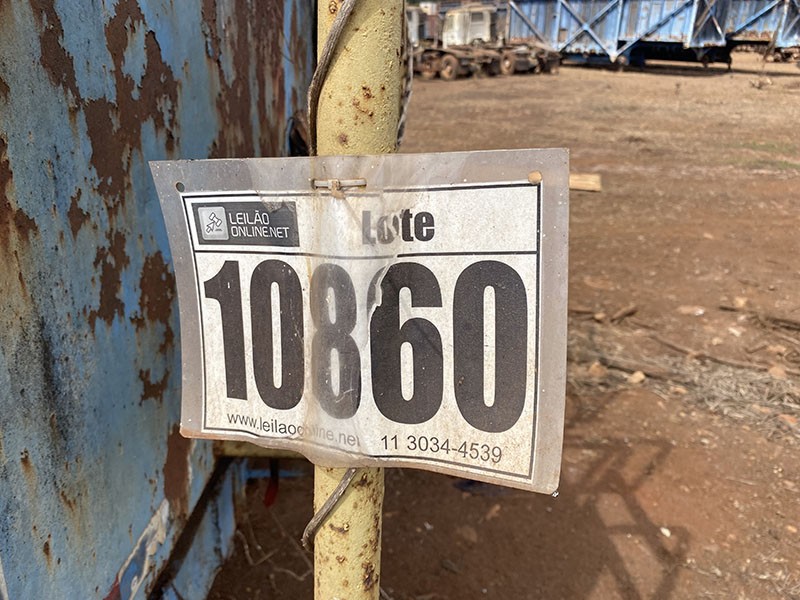 LEILÃO
ONLINE.NET
Lote
10860
www.leilaoonline.net
11 3034-4539